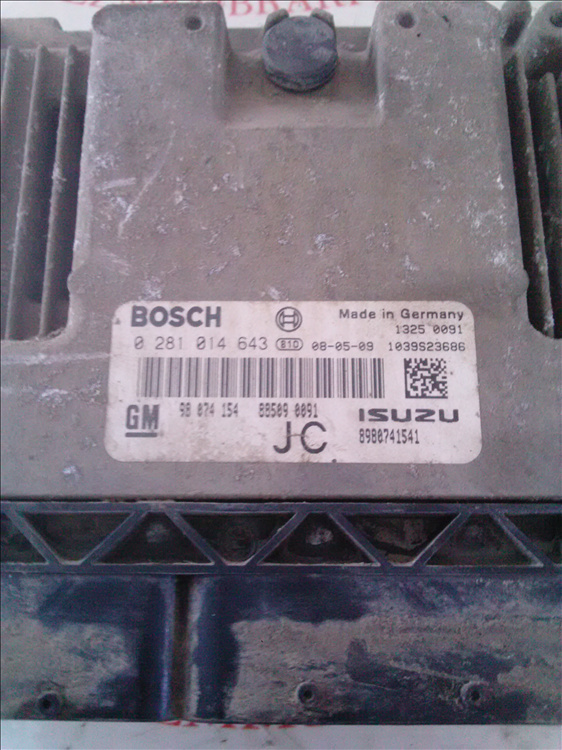 BOSCH Made in Germany
1325 0091
0 281 014 643 B10 08-05-09 1039S23686
GM 98 074 154 88509 0091 ISUZU
JC 8980741541